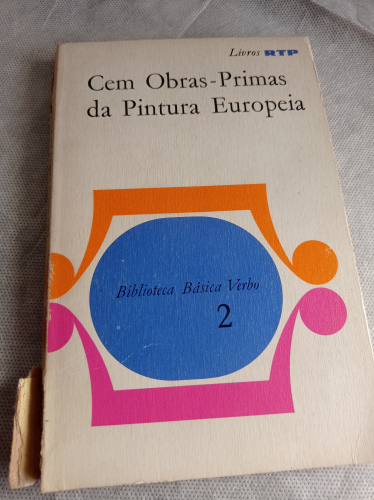 Livros RTP
Cem Obras-Primas
da Pintura Europeia
Biblioteca Básica Verbo
2